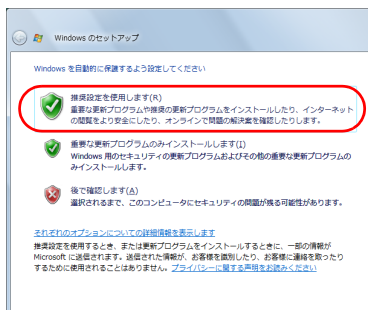 Windows のセットアップ
Windows を自動的に保護するよう設定してください
推奨設定を使用します(R)
重要な更新プログラムや推奨の更新プログラムをインストールしたり、インターネット
の閲覧をより安全にしたり、オンラインで問題の解決案を確認したりします。
重要な更新プログラムのみインストールします(I)
Windows 用のセキュリティの更新プログラムおよびその他の重要な更新プログラムの
みインストールします。
後で確認します(A)
選択されるまで、このコンピュータにセキュリティの問題が残る可能性があります。
それぞれのオプションについての詳細情報を表示します
推奨設定を使用するとき、または更新プログラムをインストールするときに、一部の情報が
Microsoft に送信されます。送信された情報が、お客様を識別したり、お客様に連絡を取ったり
するために使用されることはありません。プライバシーに関する声明をお読みください